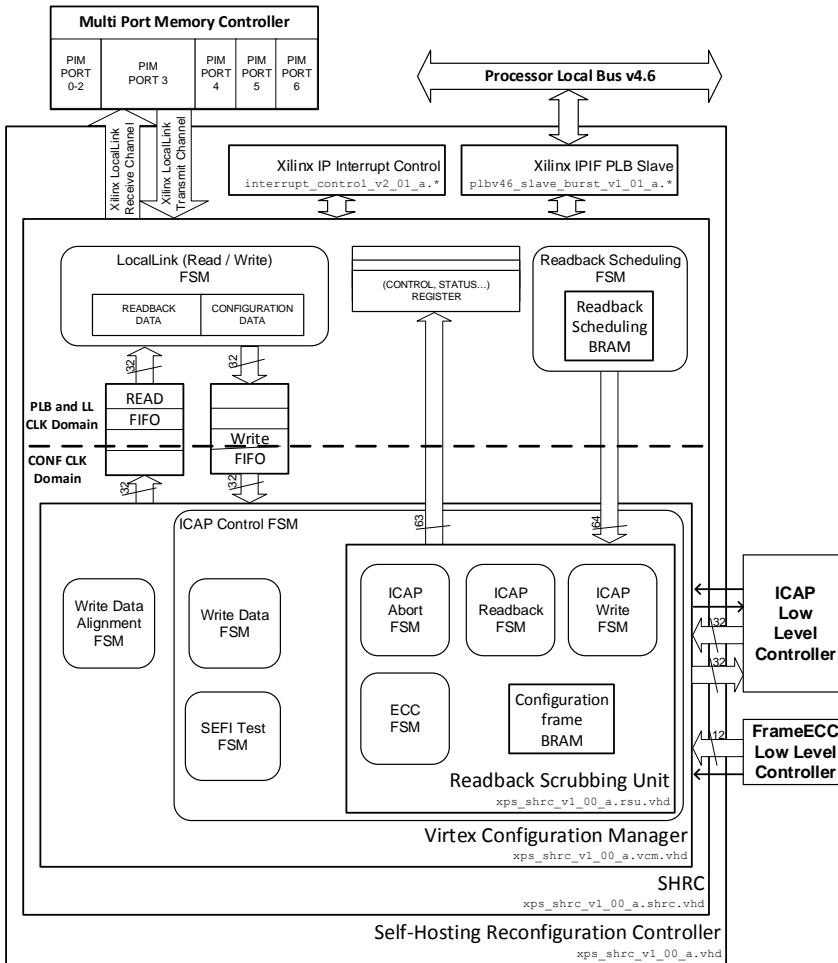 Multi Port Memory Controller
PIM
PORT
0-2
PIM
PORT 3
PIM
PORT
4
PIM
PORT
5
PIM
PORT
6
Processor Local Bus v4.6
Xilinx LocalLink
Receive Channel
Xilinx LocalLink
Transmit Channel
Xilinx IP Interrupt Control
interrupt_control_v2_01_a.*
Xilinx IPIF PLB Slave
plbv46_slave_burst_v1_01_a.*
LocalLink (Read / Write)
FSM
READBACK
DATA
CONFIGURATION
DATA
(CONTROL, STATUS...)
REGISTER
Readback Scheduling
FSM
Readback
Scheduling
BRAM
32
32
PLB and LL
CLK Domain
READ
FIFO
Write
FIFO
CONF CLK
Domain
32
32
63
64
ICAP Control FSM
Write Data
Alignment
FSM
Write Data
FSM
ICAP
Abort
FSM
ICAP
Readback
FSM
ICAP
Write
FSM
SEFI Test
FSM
ECC
FSM
Configuration
frame
BRAM
Readback Scrubbing Unit
xps_shrc_v1_00_a.rsu.vhd
Virtex Configuration Manager
xps_shrc_v1_00_a.vcm.vhd
SHRC
xps_shrc_v1_00_a.shrc.vhd
Self-Hosting Reconfiguration Controller
xps_shrc_v1_00_a.vhd
32
32
ICAP
Low
Level
Controller
12
FrameECC
Low Level
Controller